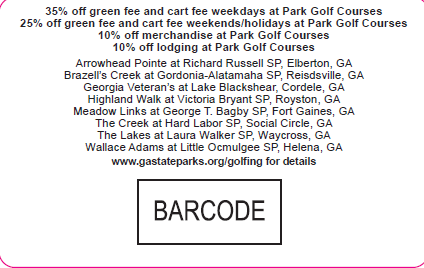 35% off green fee and cart fee weekdays at Park Golf Courses
25% off green fee and cart fee weekends/holidays at Park Golf Courses
10% off merchandise at Park Golf Courses
10% off lodging at Park Golf Courses
Arrowhead Pointe at Richard Russell SP, Elberton, GA
Brazell's Creek at Gordonia-Alatamaha SP, Reisdsville, GA
Georgia Veteran's at Lake Blackshear, Cordele, GA
Highland Walk at Victoria Bryant SP, Royston, GA
Meadow Links at George T. Bagby SP, Fort Gaines, GA
The Creek at Hard Labor SP, Social Circle, GA
The Lakes at Laura Walker SP, Waycross, GA
Wallace Adams at Little Ocmulgee SP, Helena, GA
www.gastateparks.org/golfing for details
BARCODE